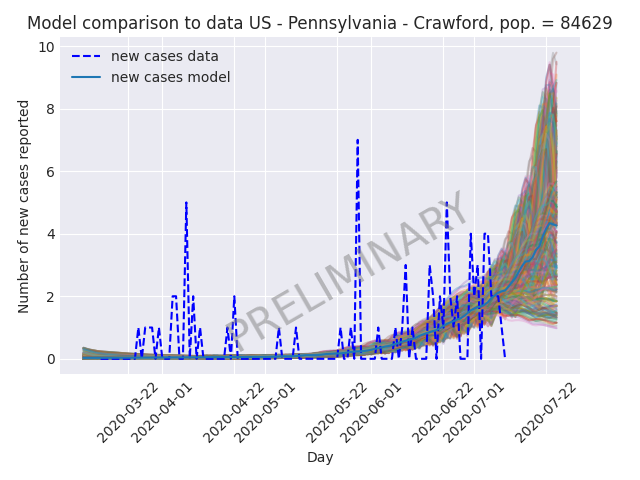 Model comparison to data US - Pennsylvania - Crawford, pop. = 84629
10
8
6
4
2
0
Number of new cases reported
new cases data
new cases model
PRELIMINARY
2020-03-22
2020-04-01
2020-04-22
2020-05-01
2020-05-22
2020-06-01
2020-06-22
2020-07-01
2020-07-22
Day